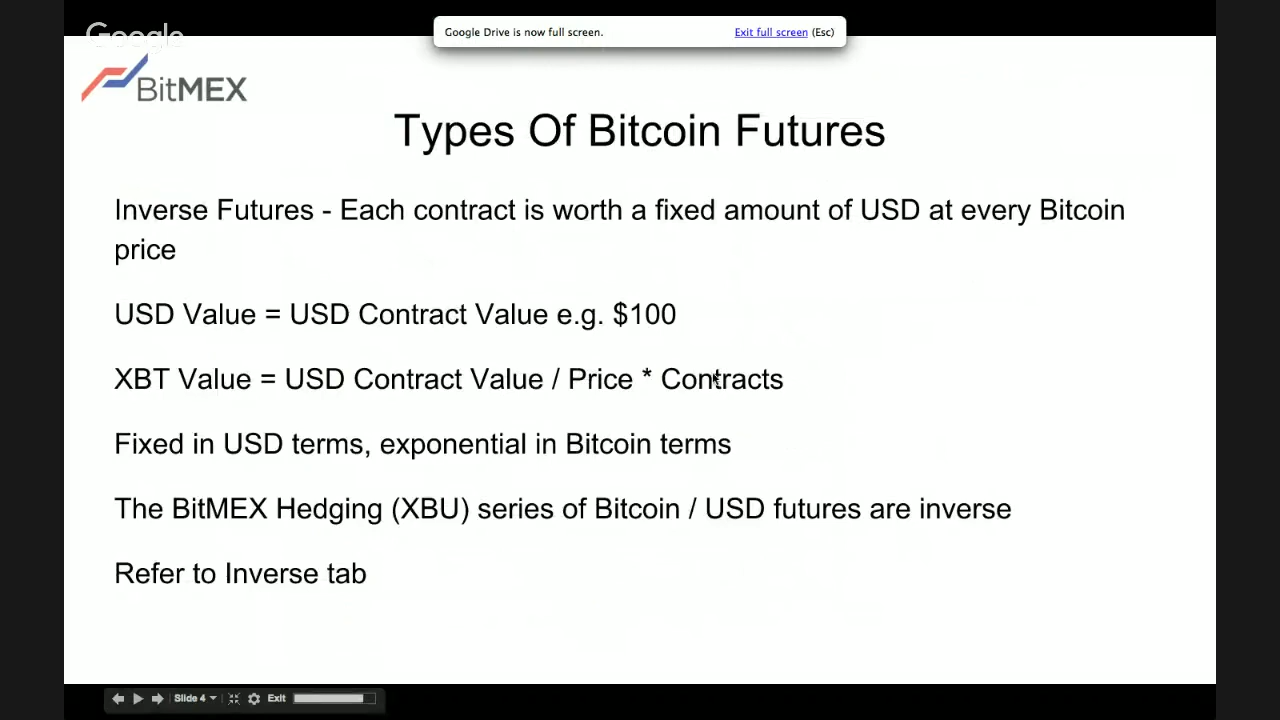 Google
Google Drive is now full screen. Exit full screen (Esc)
BitMEX
Types Of Bitcoin Futures
Inverse Futures - Each contract is worth a fixed amount of USD at every Bitcoin
price
USD Value = USD Contract Value e.g. $100
XBT Value = USD Contract Value / Price * Contracts
Fixed in USD terms, exponential in Bitcoin terms
The BitMEX Hedging (XBU) series of Bitcoin / USD futures are inverse
Refer to Inverse tab
Slide 4 Exit